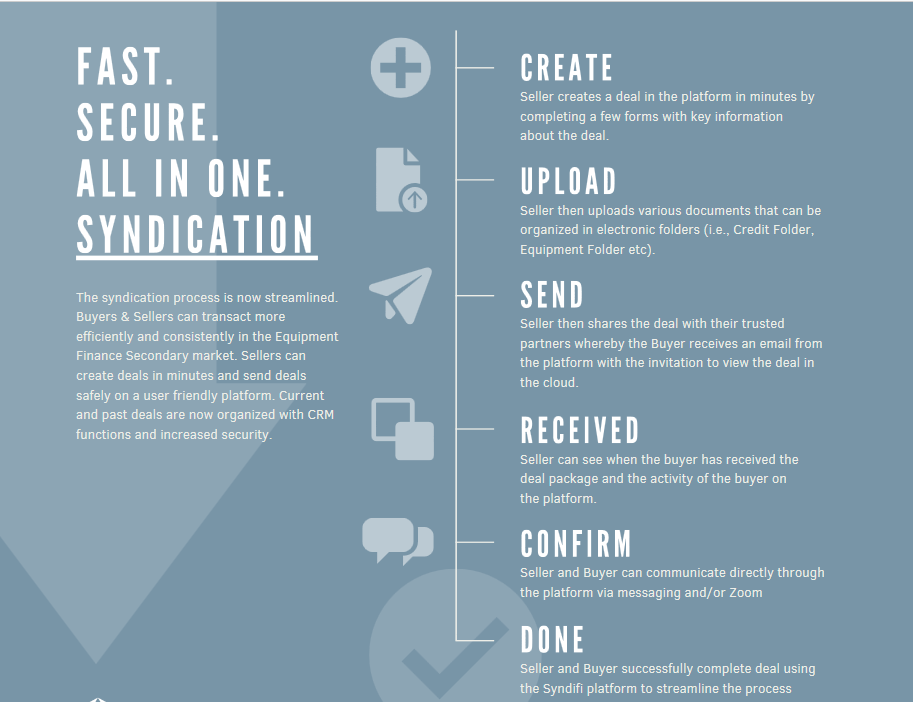 FAST.
SECURE.
ALL IN ONE.
SYNDICATION
The syndication process is now streamlined.
Buyers & Sellers can transact more
efficiently and consistently in the Equipment
Finance Secondary market. Sellers can
create deals in minutes and send deals
safely on a user friendly platform. Current
and past deals are now organized with CRM
functions and increased security.
CREATE
Seller creates a deal in the platform in minutes by
completing a few forms with key information
about the deal.
UPLOAD
Seller then uploads various documents that can be
organized in electronic folders (i.e., Credit Folder,
Equipment Folder etc).
SEND
Seller then shares the deal with their trusted
partners whereby the Buyer receives an email from
the platform with the invitation to view the deal in
the cloud.
RECEIVED
Seller can see when the buyer has received the
deal package and the activity of the buyer on
the platform.
CONFIRM
Seller and Buyer can communicate directly through
the platform via messaging and/or Zoom
DONE
Seller and Buyer successfully complete deal using
the Syndifi platform to streamline the process